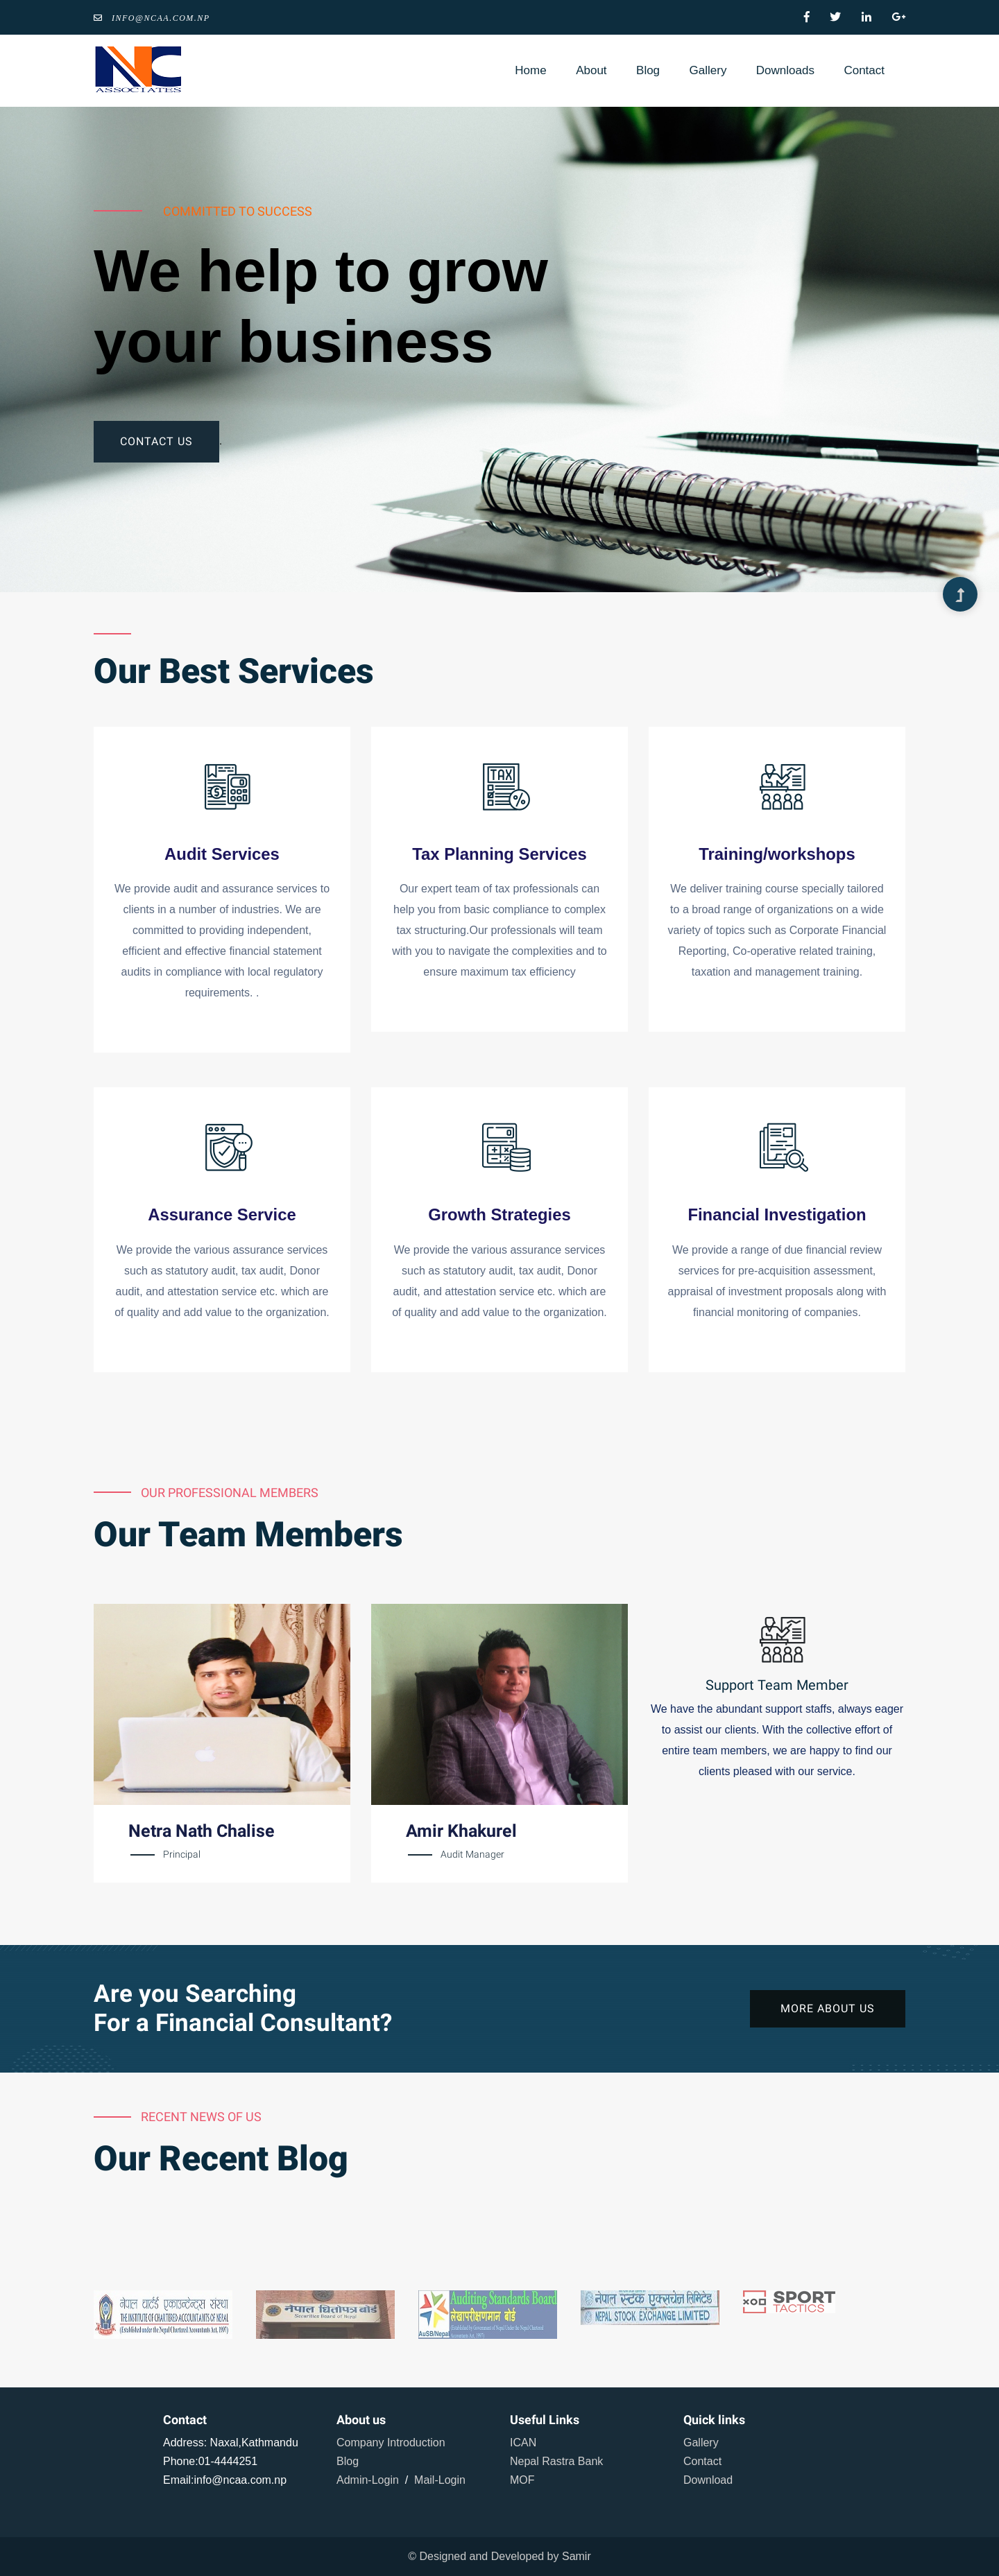 INFO@NCAA.COM.NP
NC
ASSOCIATES
Home About Blog Gallery Downloads Contact
COMMITTED TO SUCCESS
We help to grow
your business
CONTACT US
.
Our Best Services
Audit Services
We provide audit and assurance services to
clients in a number of industries. We are
committed to providing independent,
efficient and effective financial statement
audits in compliance with local regulatory
requirements. .
TAX
Tax Planning Services
Our expert team of tax professionals can
help you from basic compliance to complex
tax structuring.Our professionals will team
with you to navigate the complexities and to
ensure maximum tax efficiency
Training/workshops
We deliver training course specially tailored
to a broad range of organizations on a wide
variety of topics such as Corporate Financial
Reporting, Co-operative related training,
taxation and management training.
Assurance Service
We provide the various assurance services
such as statutory audit, tax audit, Donor
audit, and attestation service etc. which are
of quality and add value to the organization.
Growth Strategies
We provide the various assurance services
such as statutory audit, tax audit, Donor
audit, and attestation service etc. which are
of quality and add value to the organization.
Financial Investigation
We provide a range of due financial review
services for pre-acquisition assessment,
appraisal of investment proposals along with
financial monitoring of companies.
OUR PROFESSIONAL MEMBERS
Our Team Members
Netra Nath Chalise
Principal
Amir Khakurel
Audit Manager
Support Team Member
We have the abundant support staffs, always eager
to assist our clients. With the collective effort of
entire team members, we are happy to find our
clients pleased with our service.
Are you Searching
For a Financial Consultant?
MORE ABOUT US
RECENT NEWS OF US
Our Recent Blog
नेपाल चार्टर्ड एकाउन्टेन्ट्स संस्था
THE INSTITUTE OF CHARTERED ACCOUNTANTS OF NEPAL
(Established under the Nepal Chartered Accountants Act, 1997)
नेपाल धितोपत्र बोर्ड
Securities Board of Nepal
Auditing Standards Board
लेखापरीक्षणमान बोर्ड
AuSB/Nepal
नेपाल स्टक एक्सचेन्ज लिमिटेड
NEPAL STOCK EXCHANGE LIMITED
SPORT
TACTICS
Contact
Address: Naxal,Kathmandu
Phone:01-4444251
Email:info@ncaa.com.np
About us
Company Introduction
Blog
Admin-Login / Mail-Login
Useful Links
ICAN
Nepal Rastra Bank
MOF
Quick links
Gallery
Contact
Download
© Designed and Developed by Samir